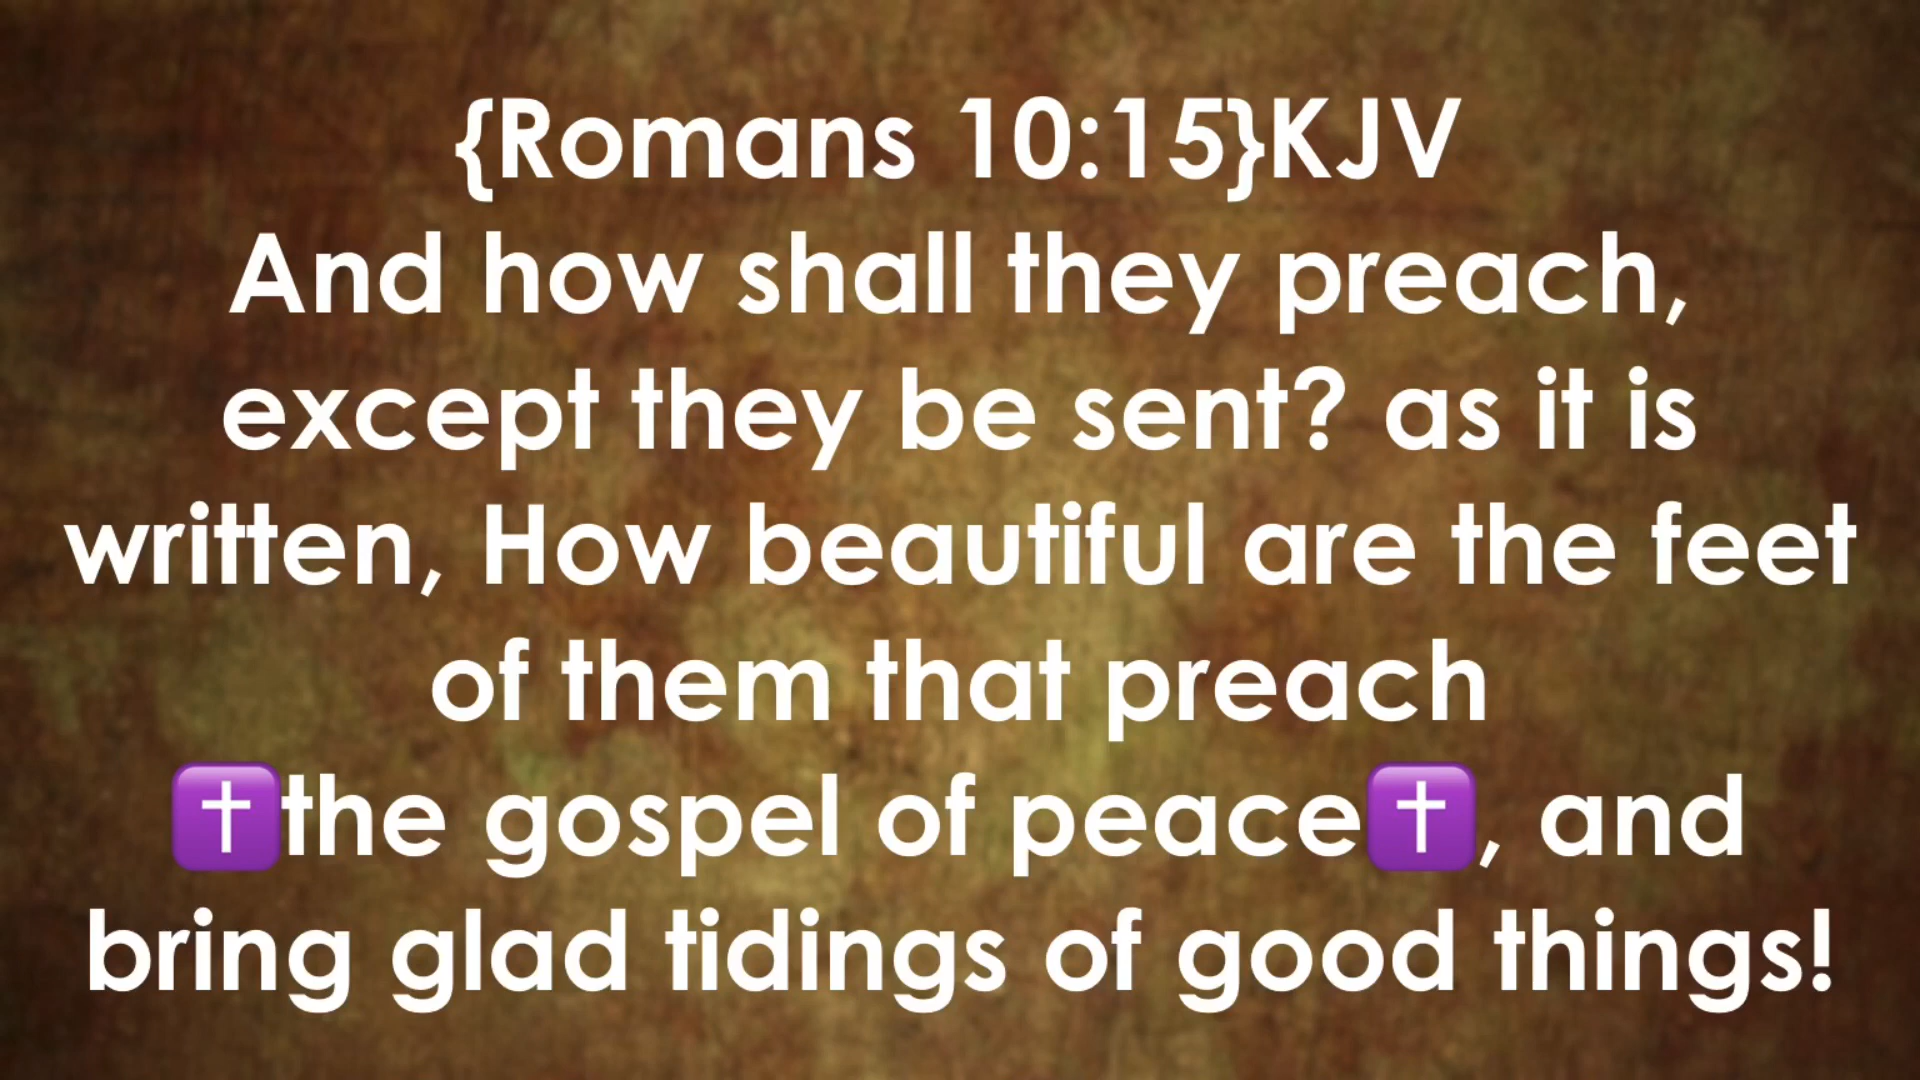 {Romans 10:15}KJV
And how shall they preach,
except they be sent? as it is
written, How beautiful are the feet
of them that preach
✝️the gospel of peace✝️, and
bring glad tidings of good things!